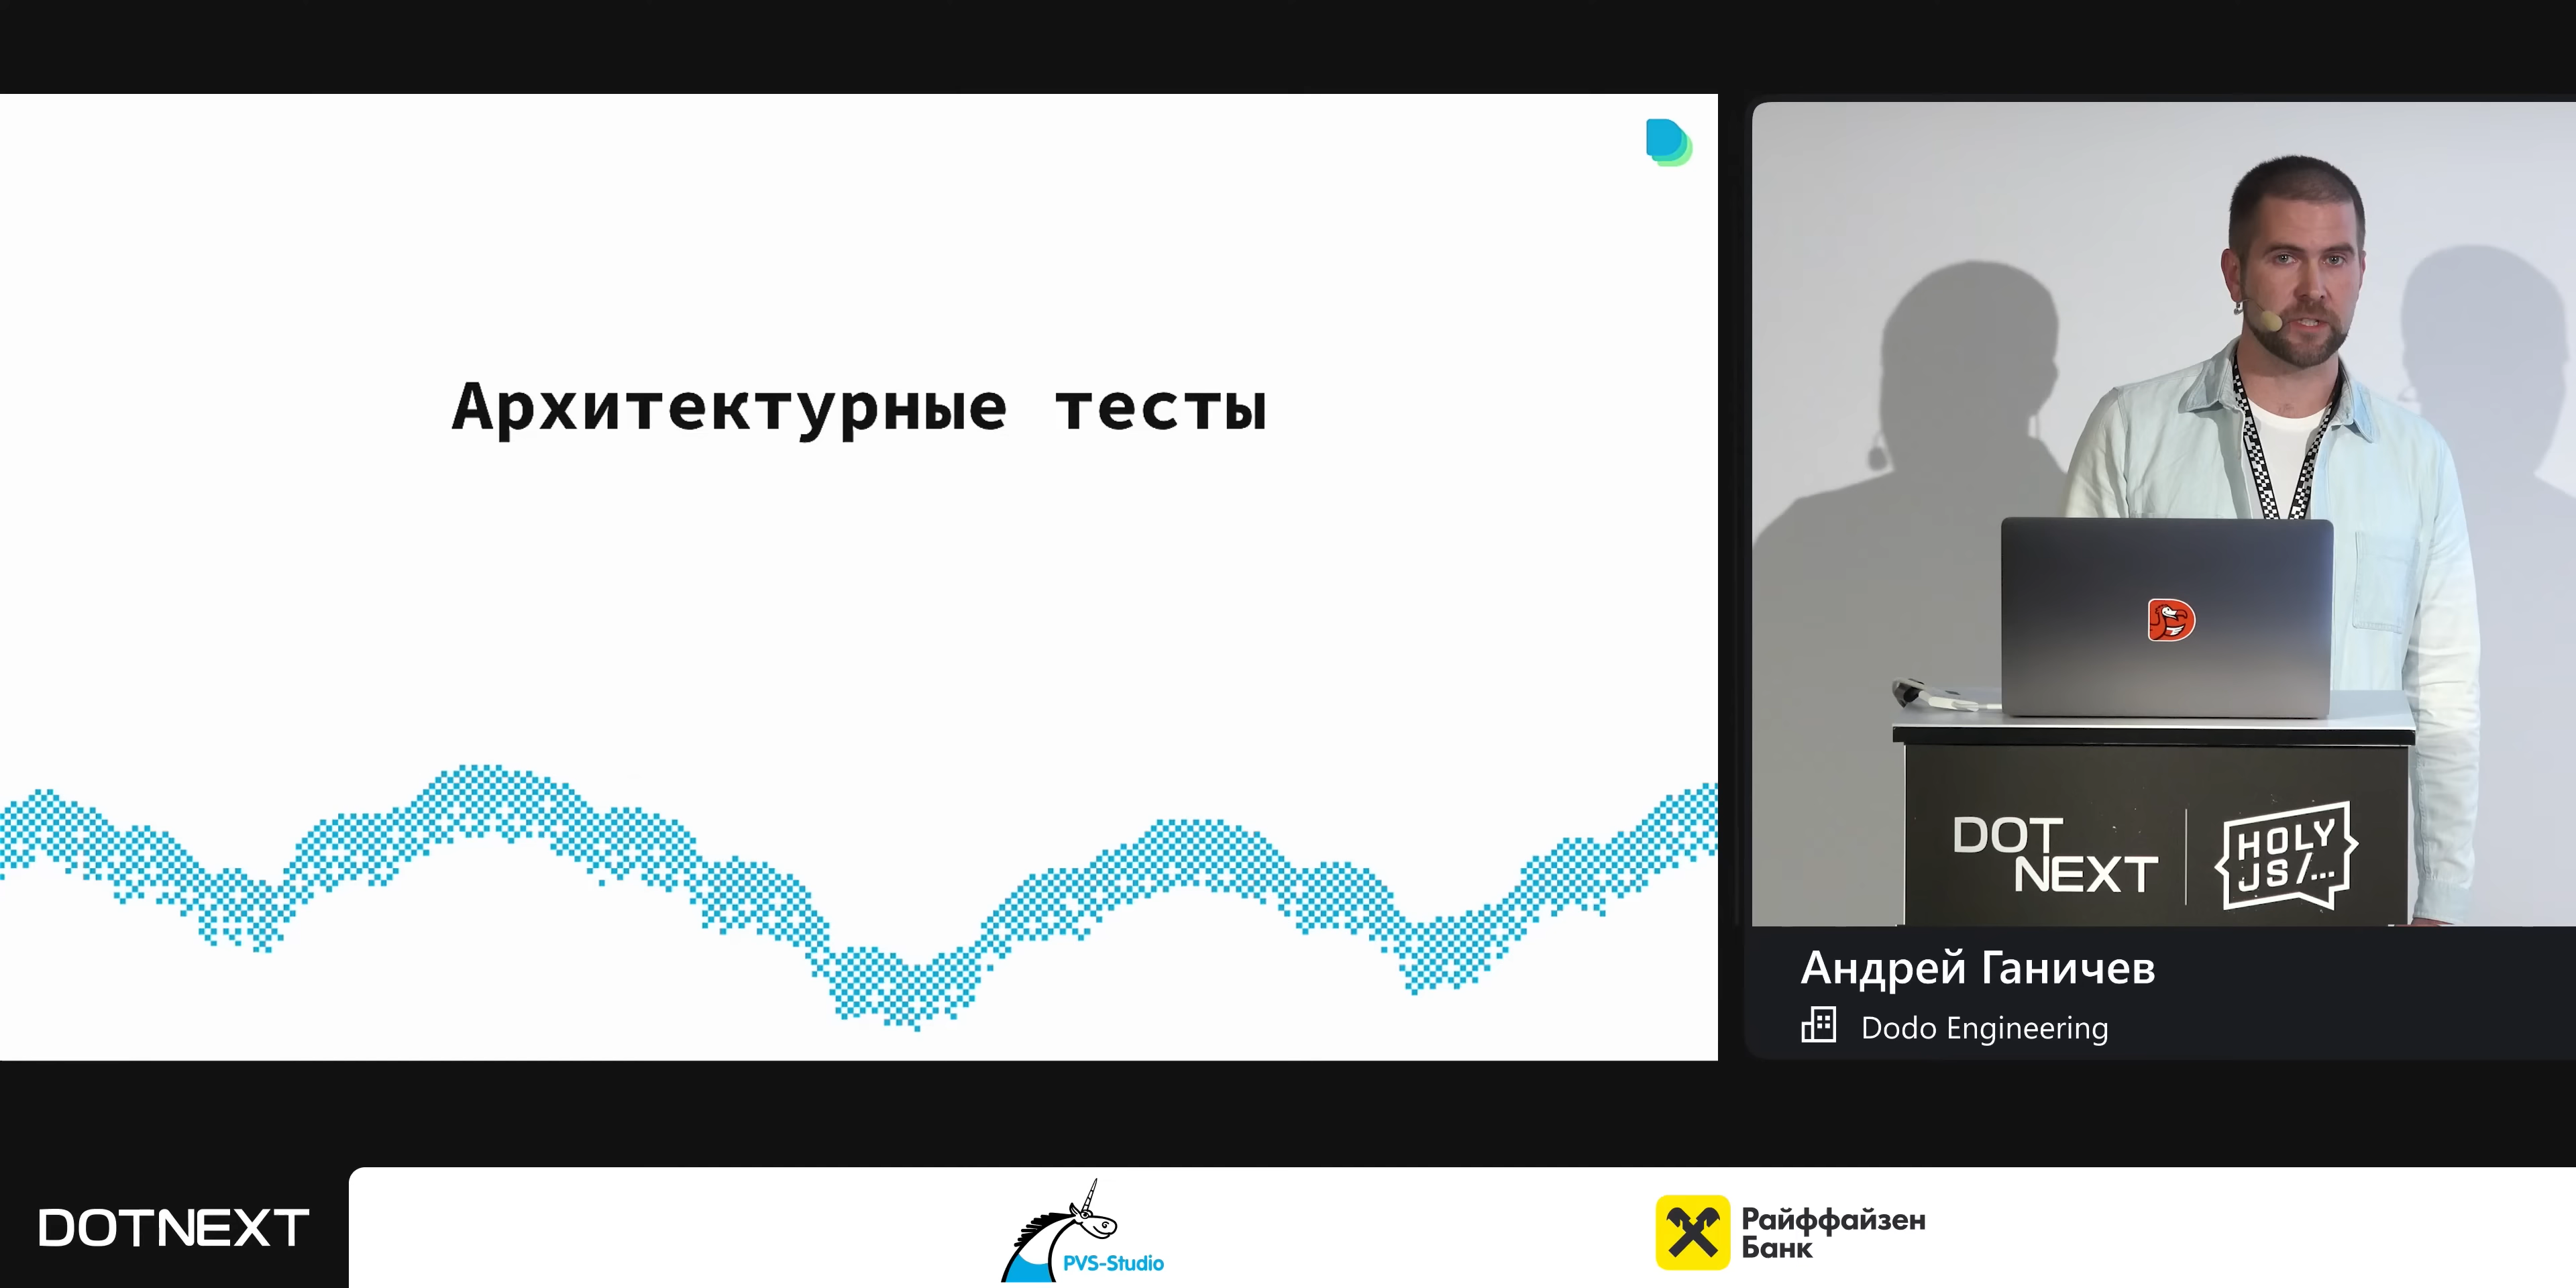 Архитектурные тесты
DOT
NEXT
HOLY
JS/...
Андрей Ганичев
Dodo Engineering
DOTNEXT
PVS-Studio
Райффайзен
Банк